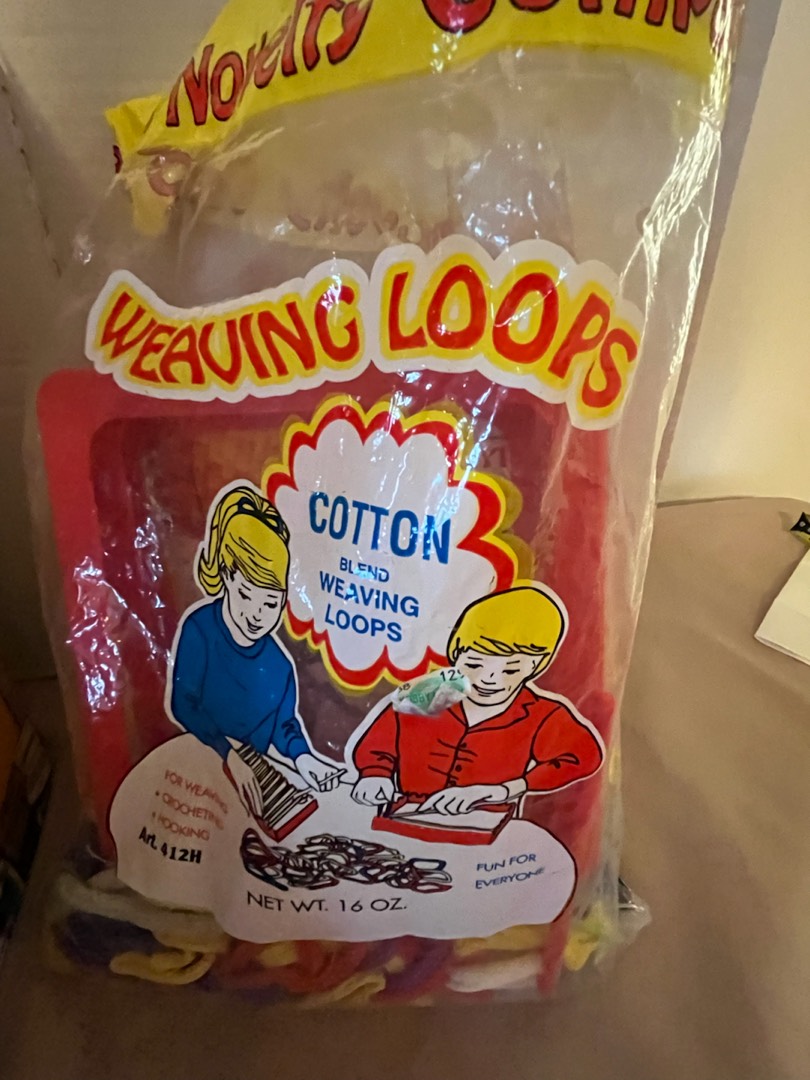 Novelty
WEAVING LOOPS
COTTON
BLEND
WEAVING
LOOPS
FOR WEAVING
• CROCHETING
• HOOKING
Art. 412H
FUN FOR
EVERYONE
NET WT. 16 OZ.